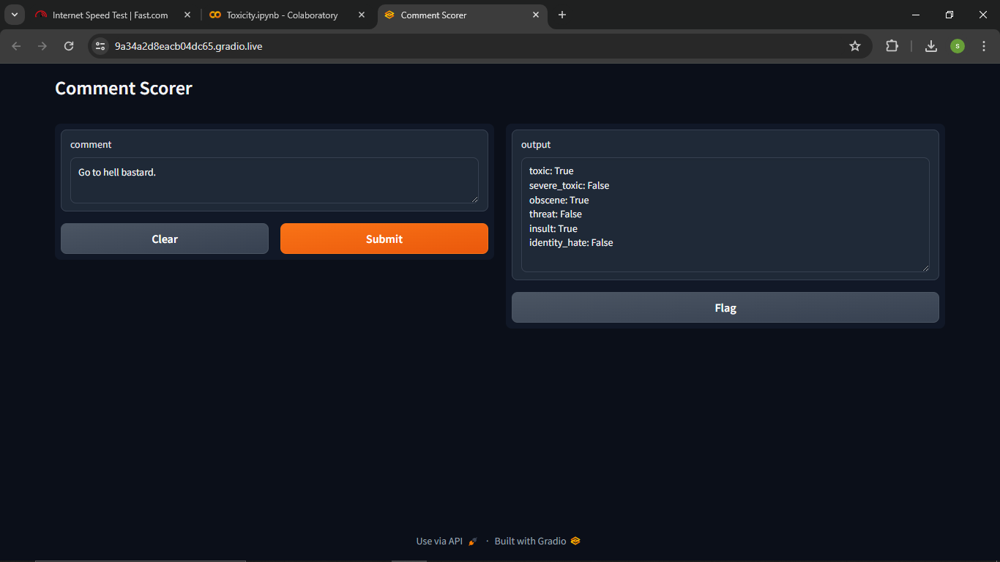 Internet Speed Test | Fast.com
Toxicity.ipynb - Colaboratory
Comment Scorer
9a34a2d8eacb04dc65.gradio.live
s
Comment Scorer
comment
Go to hell bastard.
Clear
Submit
output
toxic: True
severe_toxic: False
obscene: True
threat: False
insult: True
identity_hate: False
Flag
Use via API · Built with Gradio